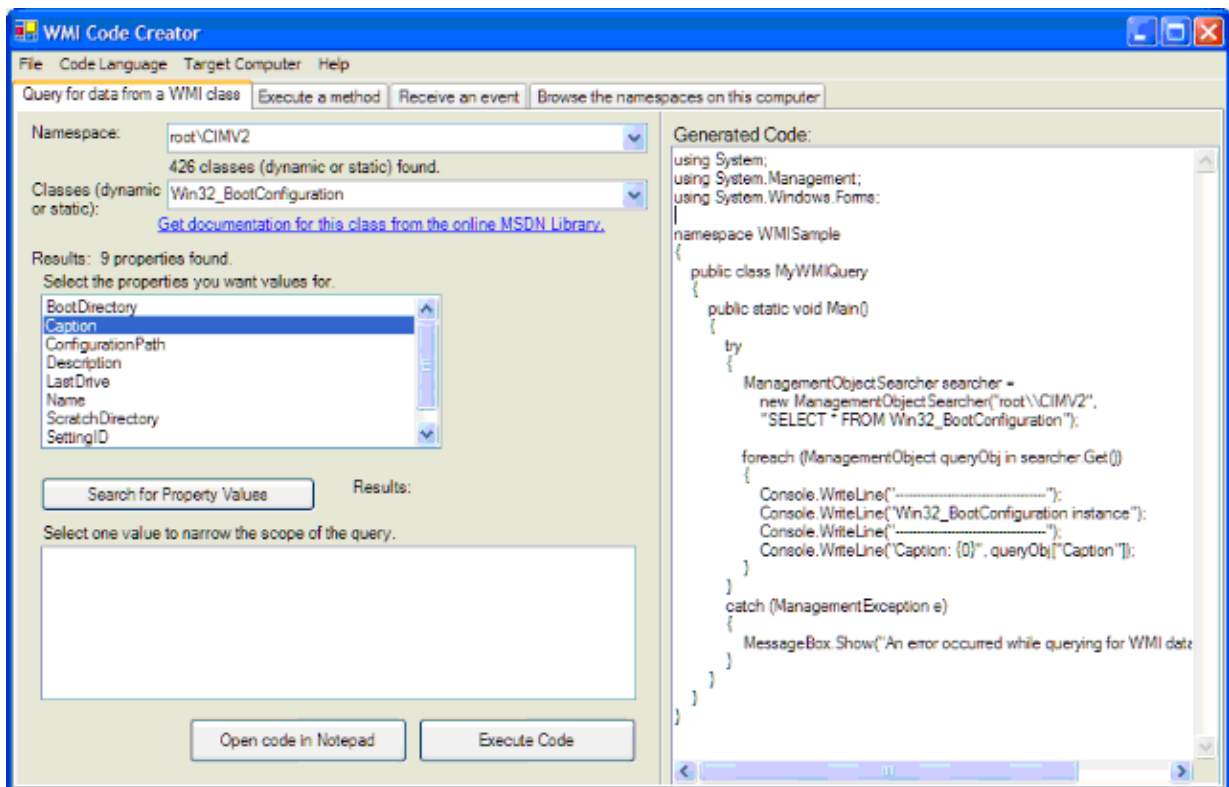 WMI Code Creator
File Code Language Target Computer Help
Query for data from a WMI class Execute a method Receive an event Browse the namespaces on this computer
Namespace:
root\CIMV2
426 classes (dynamic or static) found.
Classes (dynamic
or static):
Win32_BootConfiguration
Get documentation for this class from the online MSDN Library.
Results: 9 properties found.
Select the properties you want values for.
BootDirectory
Caption
ConfigurationPath
Description
LastDrive
Name
ScratchDirectory
SettingID
Search for Property Values
Results:
Select one value to narrow the scope of the query.
Open code in Notepad
Execute Code
Generated Code:
using System;
using System.Management;
using System.Windows.Forms;
namespace WMISample
{
public class MyWMIQuery
{
public static void Main()
{
try
{
ManagementObjectSearcher searcher =
new ManagementObjectSearcher("root\\CIMV2",
"SELECT * FROM Win32_BootConfiguration");
foreach (ManagementObject queryObj in searcher.Get())
{
Console.WriteLine("-----------------------------------");
Console.WriteLine("Win32_BootConfiguration instance");
Console.WriteLine("-----------------------------------");
Console.WriteLine("Caption: {0}", queryObj["Caption"]);
}
}
catch (ManagementException e)
{
MessageBox.Show("An error occurred while querying for WMI data
}
}
}
}